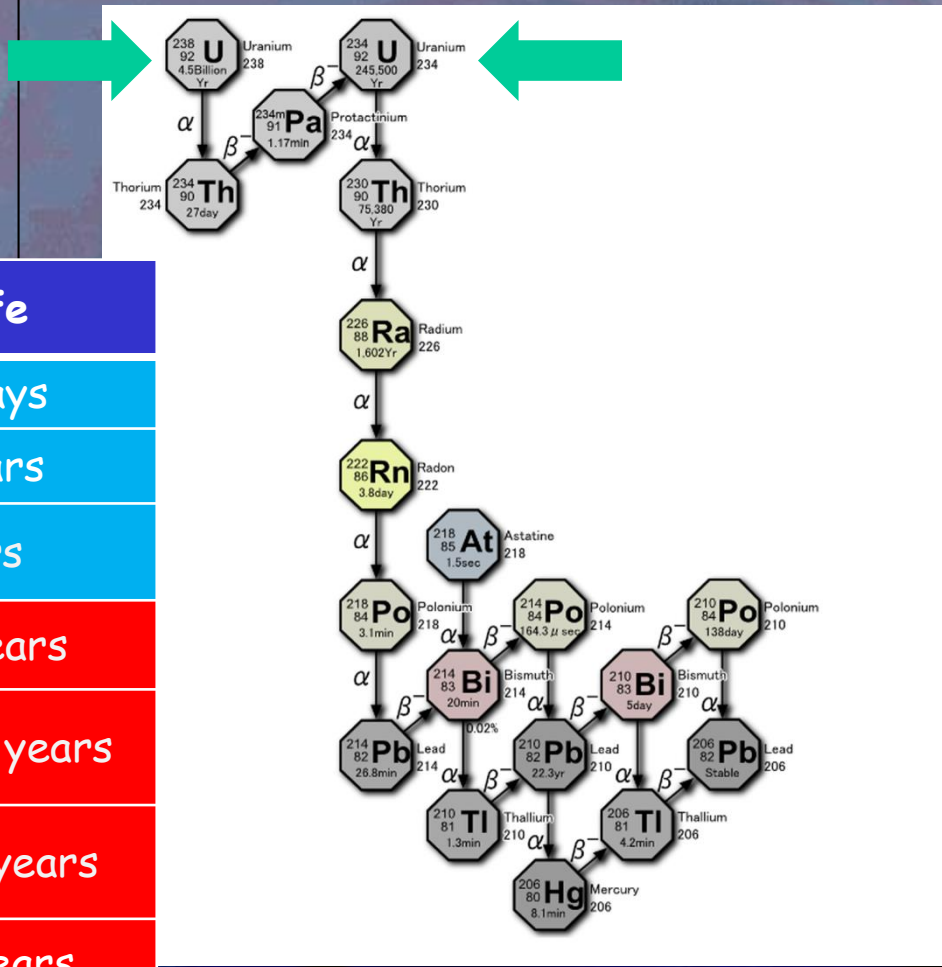 238
92 U
4.5Billion
Yr
Uranium
238
234
92 U
245,500
Yr
Uranium
234
β⁻
234m
91 Pa
1.17min
Protactinium
234
α
β⁻
α
Thorium
234
234
90 Th
27day
230
90 Th
75,380
Yr
Thorium
230
α
226
88 Ra
1,602Yr
Radium
226
α
222
86 Rn
3.8day
Radon
222
α
218
85 At
1.5sec
Astatine
218
218
84 Po
3.1min
Polonium
218
α
β⁻
214
84 Po
164.3 μ sec
Polonium
214
β⁻
210
84 Po
138day
Polonium
210
α
β⁻
214
83 Bi
20min
Bismuth
214
0.02%
α
β⁻
210
83 Bi
5day
Bismuth
210
α
214
82 Pb
26.8min
Lead
214
α
β⁻
210
82 Pb
22.3yr
Lead
210
α
β⁻
206
82 Pb
Stable
Lead
206
210
81 Tl
1.3min
Thallium
210
α
β⁻
206
81 Tl
4.2min
Thallium
206
206
80 Hg
8.1min
Mercury
206
fe
ays
ars
rs
ears
years
years
ears